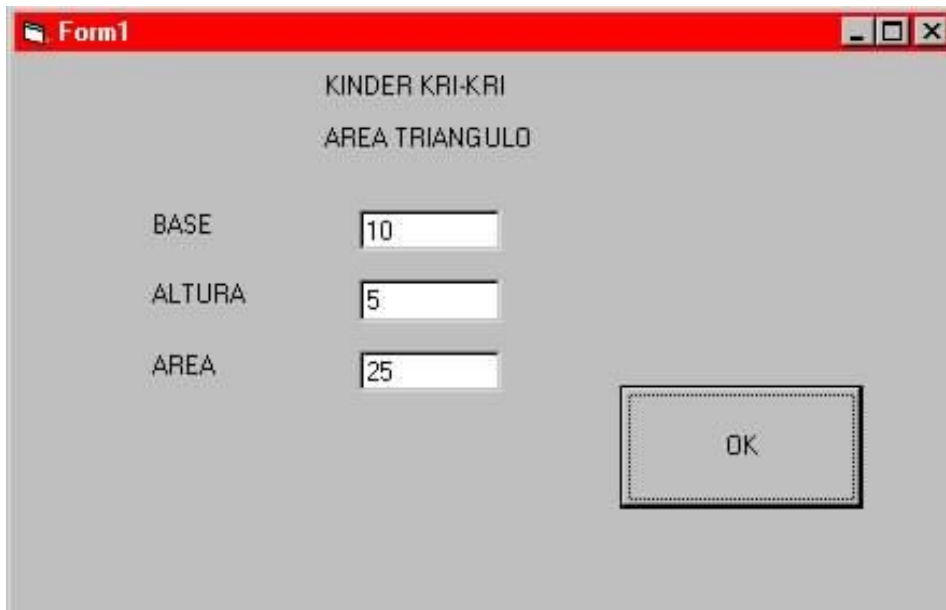 Form1
KINDER KRI-KRI
AREA TRIANGULO
BASE 10
ALTURA 5
AREA 25
OK